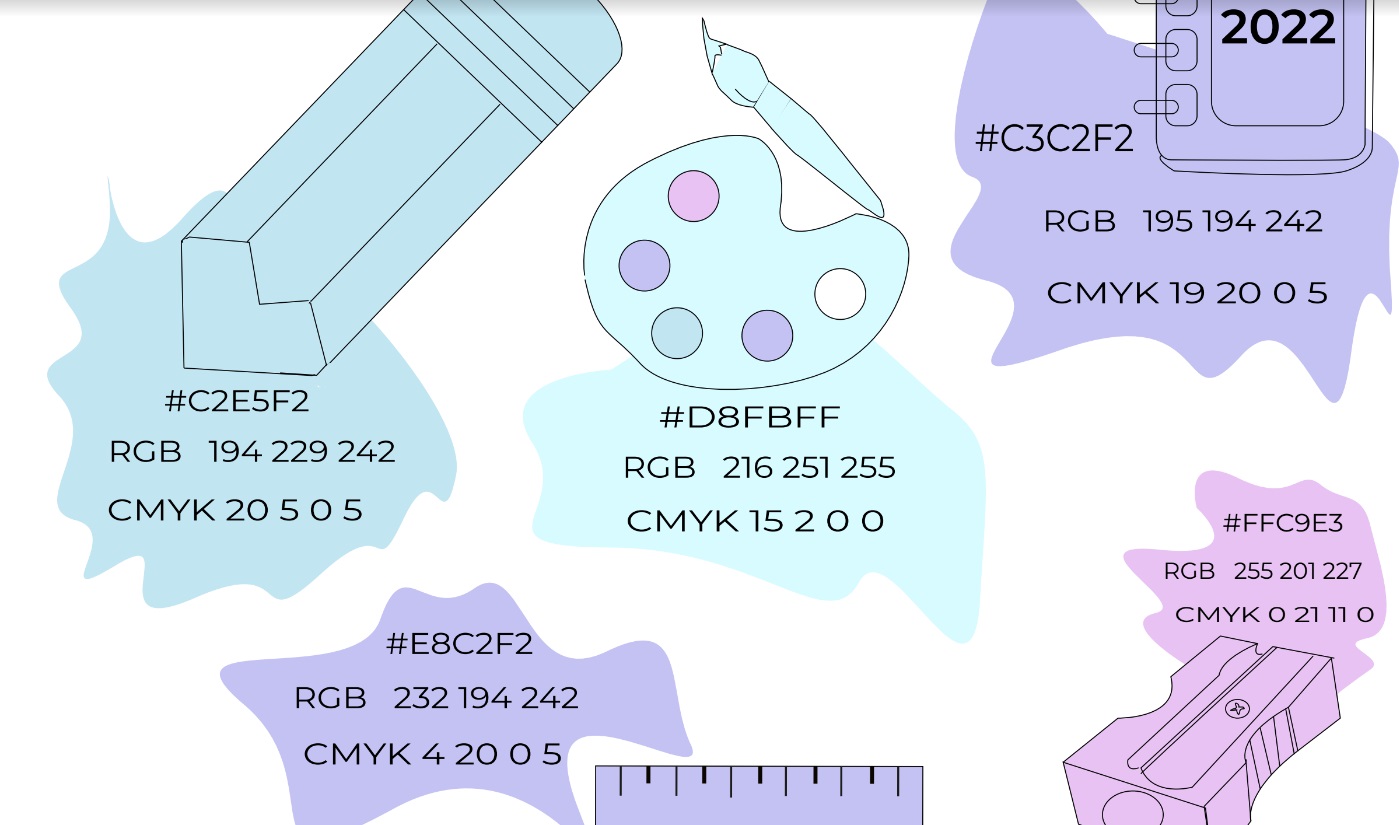 2022
#C3C2F2
RGB 195 194 242
CMYK 19 20 0 5
#C2E5F2
RGB 194 229 242
CMYK 20 5 0 5
#D8FBFF
RGB 216 251 255
CMYK 15 2 0 0
#FFC9E3
RGB 255 201 227
CMYK 0 21 11 0
#E8C2F2
RGB 232 194 242
CMYK 4 20 0 5